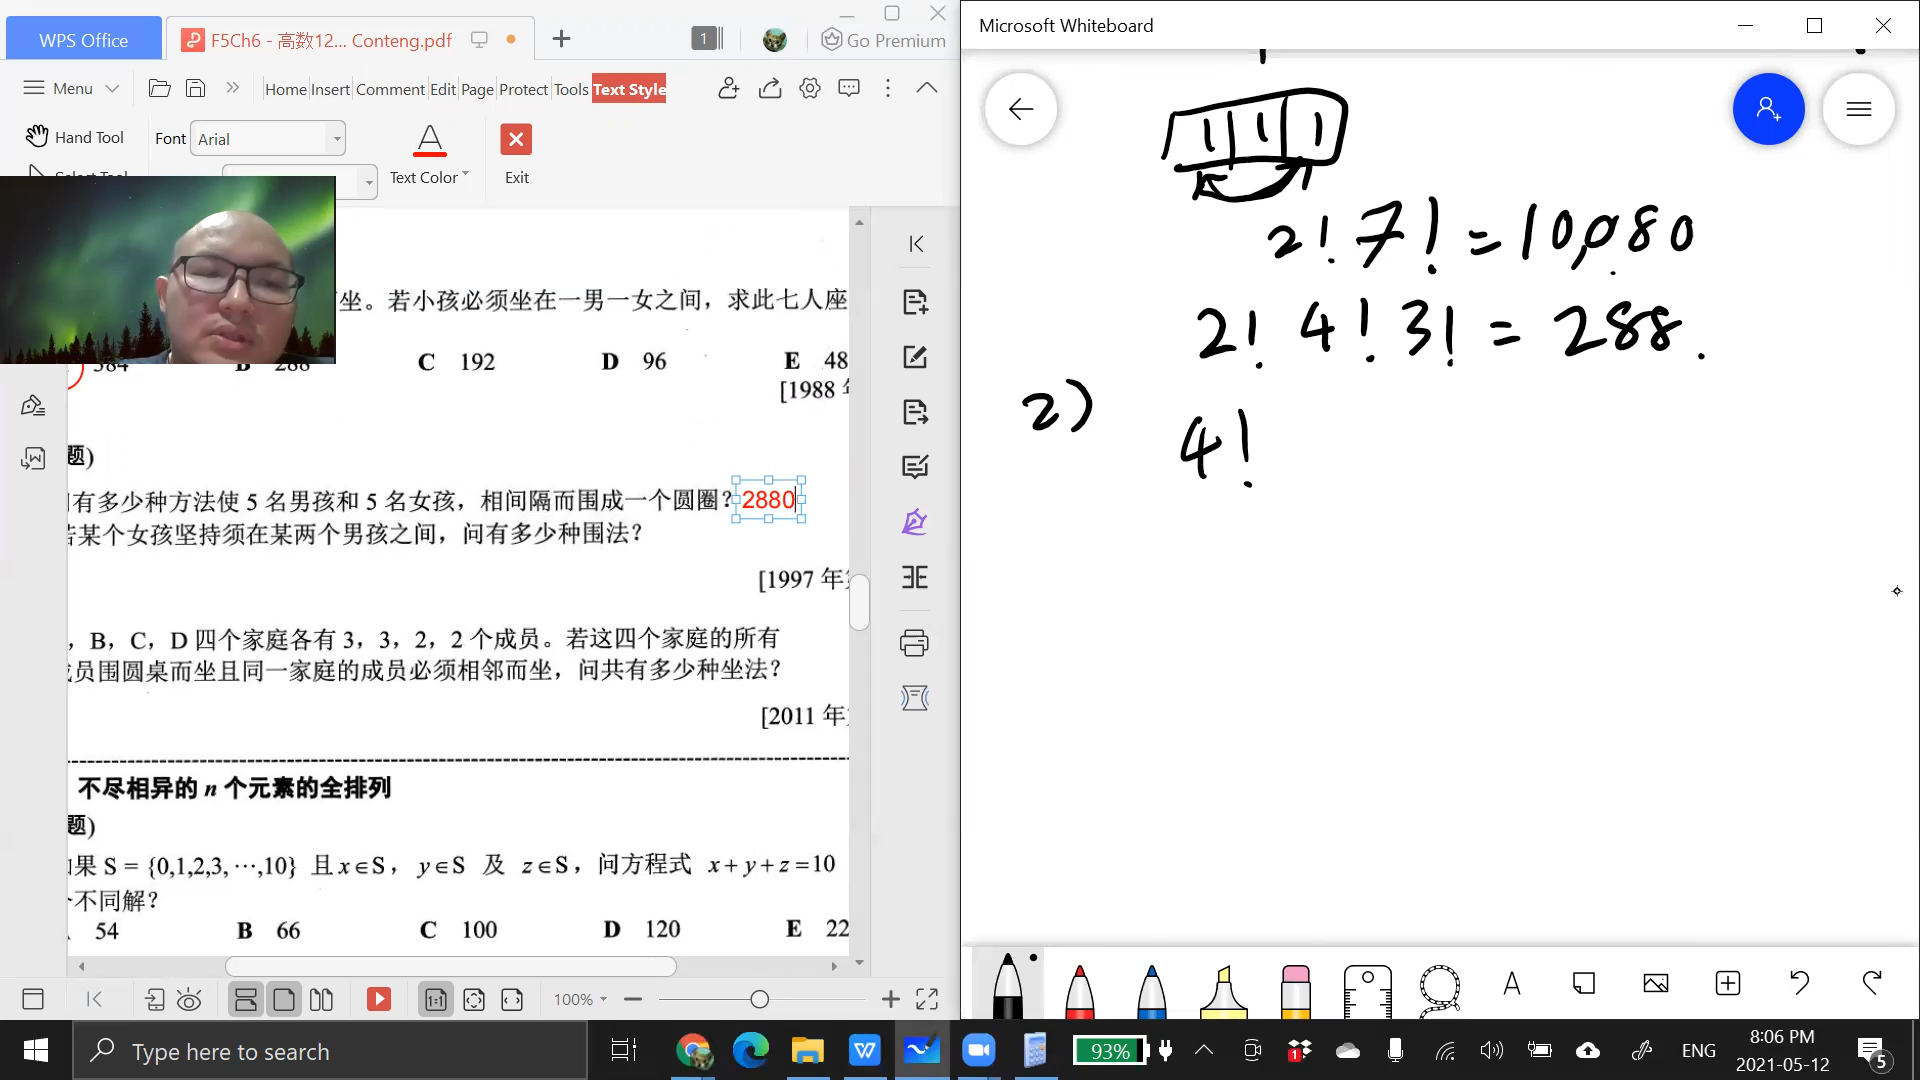 WPS Office
F5Ch6 - 高数12... Conteng.pdf
1
Go Premium
Microsoft Whiteboard
Menu
Home Insert Comment Edit Page Protect Tools Text Style
Hand Tool
Font Arial
Text Color
Exit
坐。若小孩必须坐在一男一女之间，求此七人座
C 192 D 96 E 48
[1988
题)
有多少种方法使 5 名男孩和 5 名女孩，相间隔而围成一个圆圈? 2880
某个女孩坚持须在某两个男孩之间，问有多少种围法?
[1997 年
，B，C，D 四个家庭各有 3，3，2，2 个成员。若这四个家庭的所有
员围圆桌而坐且同一家庭的成员必须相邻而坐，问共有多少种坐法?
[2011 年
不尽相异的 n 个元素的全排列
题)
果 S = {0,1,2,3, ⋯,10} 且 x∈S， y∈S 及 z∈S，问方程式 x+y+z=10
个不同解?
54 B 66 C 100 D 120 E 22
100%
2! 7! = 10,080
2! 4! 3! = 288.
2)
4!
Type here to search
93%
1
ENG
8:06 PM
2021-05-12
5